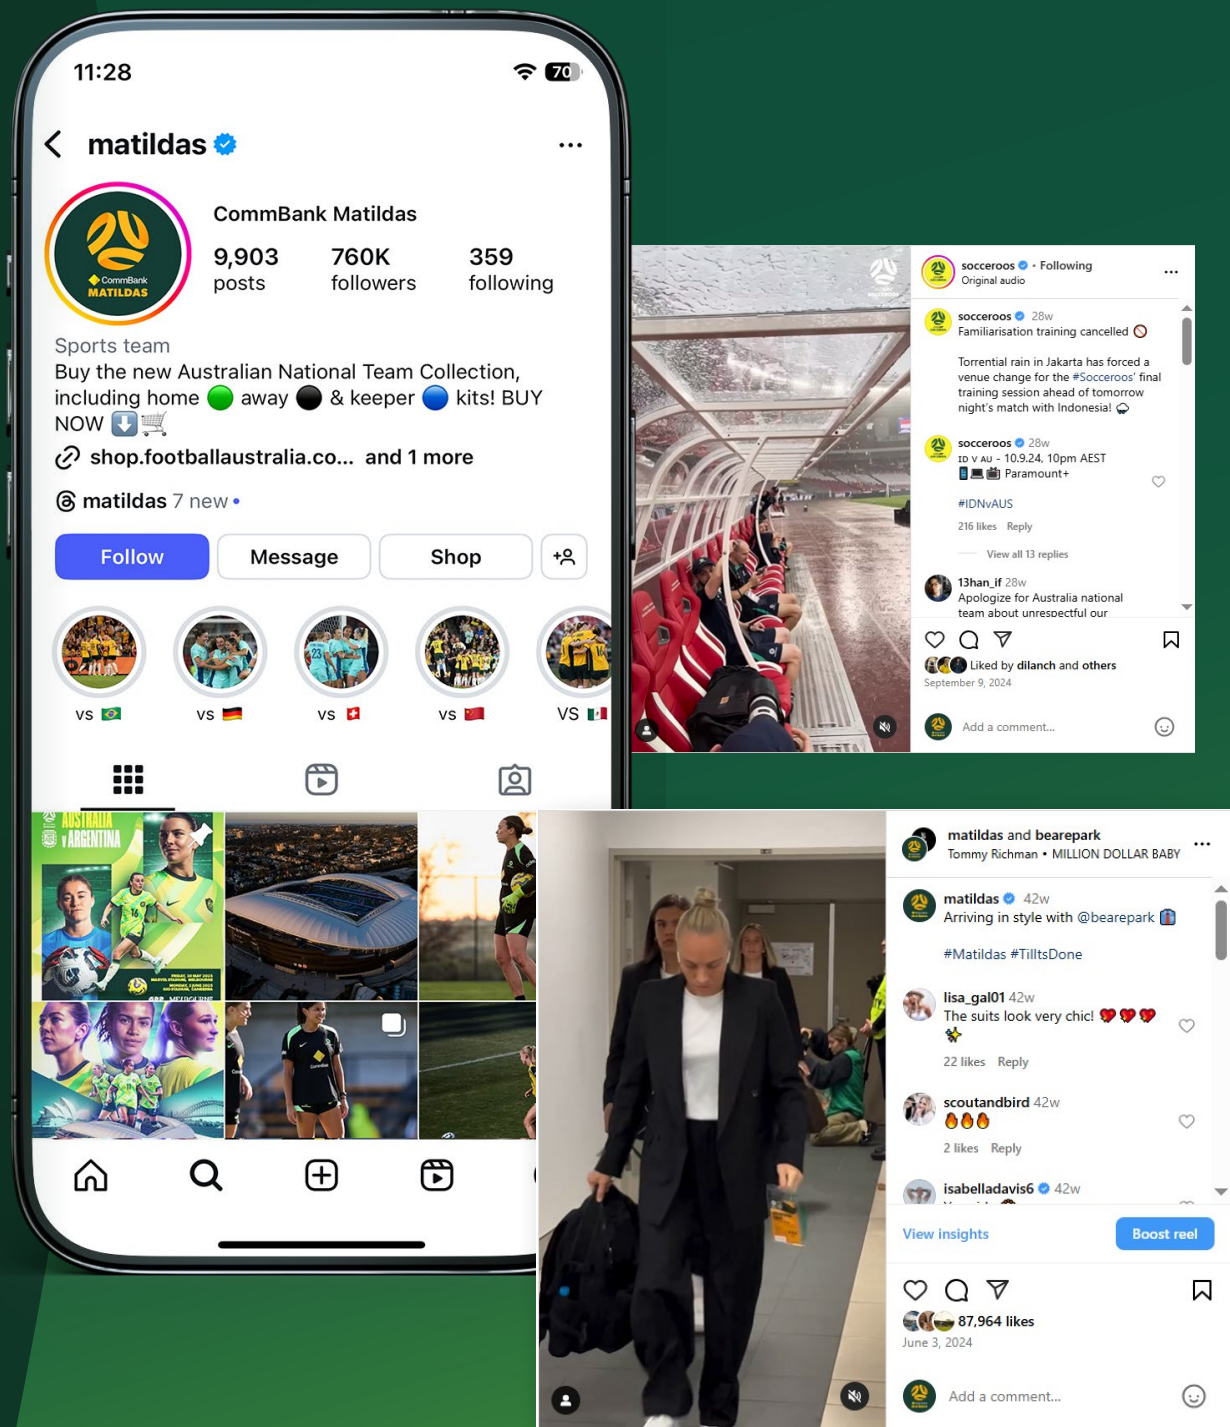 11:28
70
matildas
CommBank
MATILDAS
CommBank Matildas
9,903
760K
359
posts
followers
following
Sports team
Buy the new Australian National Team Collection,
including home 🟢 away ⚫ & keeper 🔵 kits! BUY
NOW ⬇️🛒
shop.footballaustralia.co... and 1 more
matildas 7 new
Follow
Message
Shop
vs 🇧🇷
vs 🇩🇪
vs 🇨🇭
vs 🇨🇳
VS 🇲🇽
AUSTRALIA
V ARGENTINA
socceroos • Following
Original audio
socceroos 28w
Familiarisation training cancelled 🚫
Torrential rain in Jakarta has forced a
venue change for the #Socceroos' final
training session ahead of tomorrow
night's match with Indonesia! 🌧
socceroos 28w
ID V AU - 10.9.24, 10pm AEST
📱💻📺 Paramount+
#IDNvAUS
216 likes Reply
View all 13 replies
13han_if 28w
Apologize for Australia national
team about unrespectful our
Liked by dilanch and others
September 9, 2024
Add a comment...
matildas and bearepark
Tommy Richman • MILLION DOLLAR BABY
matildas 42w
Arriving in style with @bearepark 👔
#Matildas #TillItsDone
lisa_gal01 42w
The suits look very chic! 💖💖💖
✨
22 likes Reply
scoutandbird 42w
🔥🔥🔥
2 likes Reply
isabelladavis6 42w
View insights
Boost reel
87,964 likes
June 3, 2024
Add a comment...